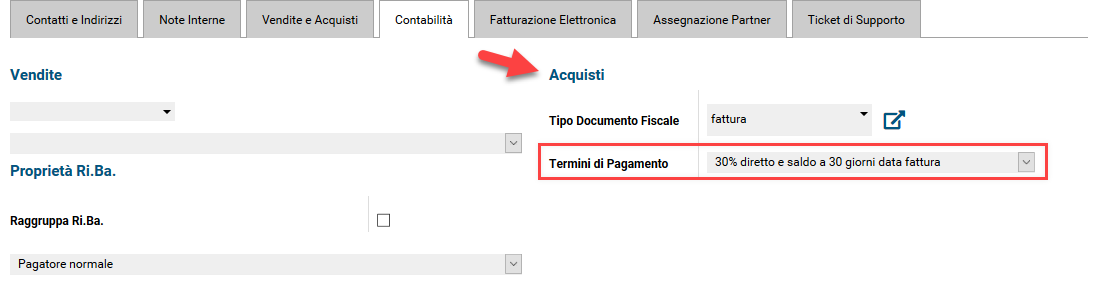 Contatti e Indirizzi
Note Interne
Vendite e Acquisti
Contabilità
Fatturazione Elettronica
Assegnazione Partner
Ticket di Supporto
Vendite
Proprietà Ri.Ba.
Raggruppa Ri.Ba.
Pagatore normale
Acquisti
Tipo Documento Fiscale
fattura
Termini di Pagamento
30% diretto e saldo a 30 giorni data fattura